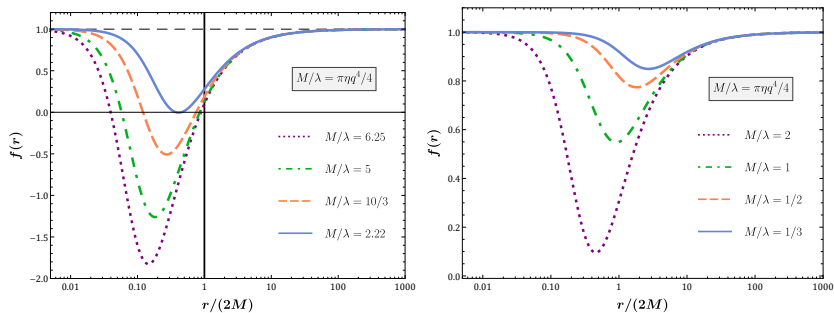 1.0
0.5
0.0
−0.5
−1.0
−1.5
−2.0
f(r)
M/λ = πηq⁴/4
M/λ = 6.25
M/λ = 5
M/λ = 10/3
M/λ = 2.22
0.01 0.10 1 10 100 1000
r/(2M)
1.0
0.8
0.6
0.4
0.2
0.0
f(r)
M/λ = πηq⁴/4
M/λ = 2
M/λ = 1
M/λ = 1/2
M/λ = 1/3
0.01 0.10 1 10 100 1000
r/(2M)